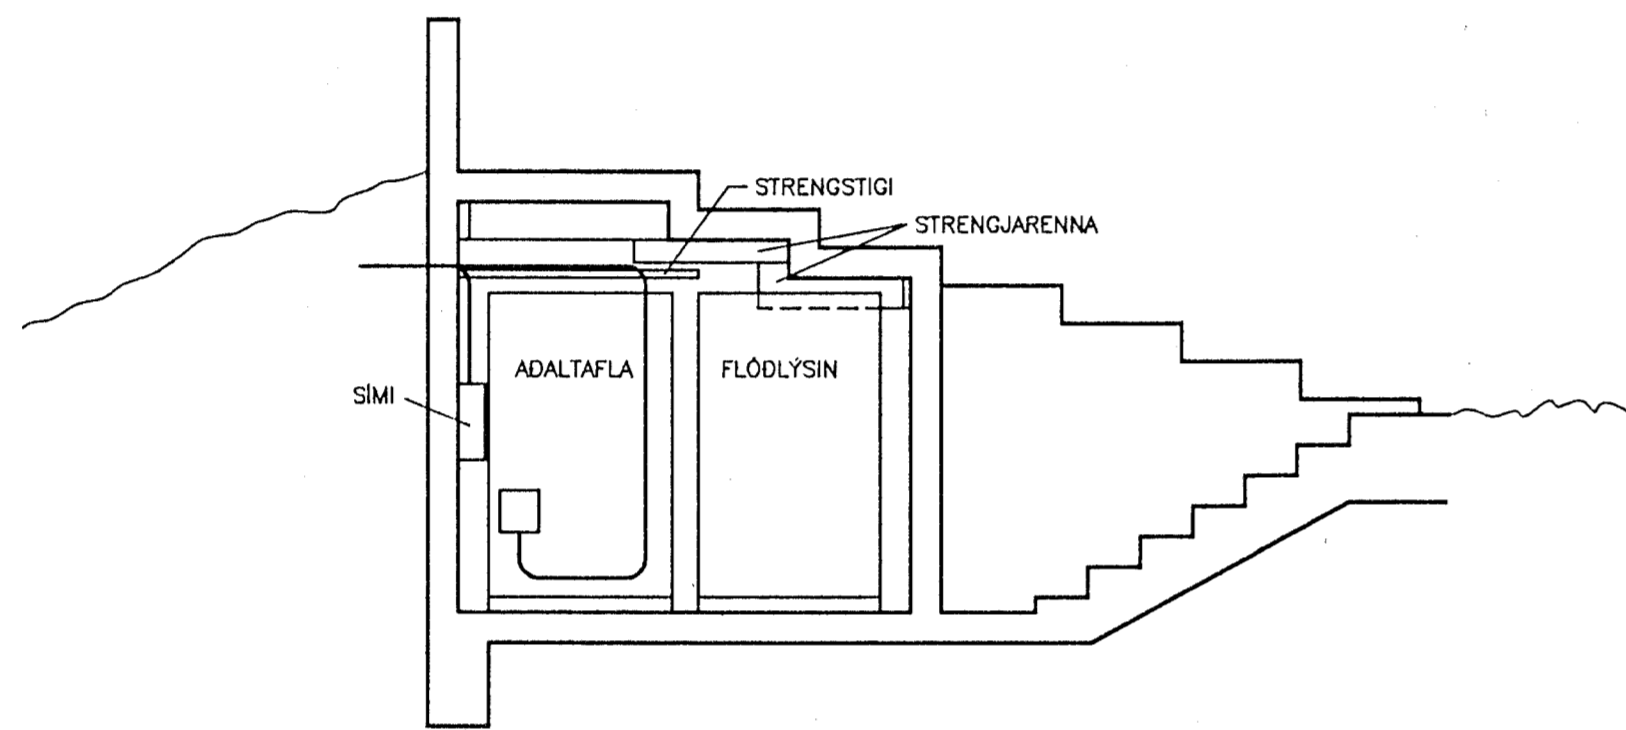 STRENGSTIGI
STRENGJARENNA
AÐALTAFLA
FLÓÐLÝSIN
SÍMI